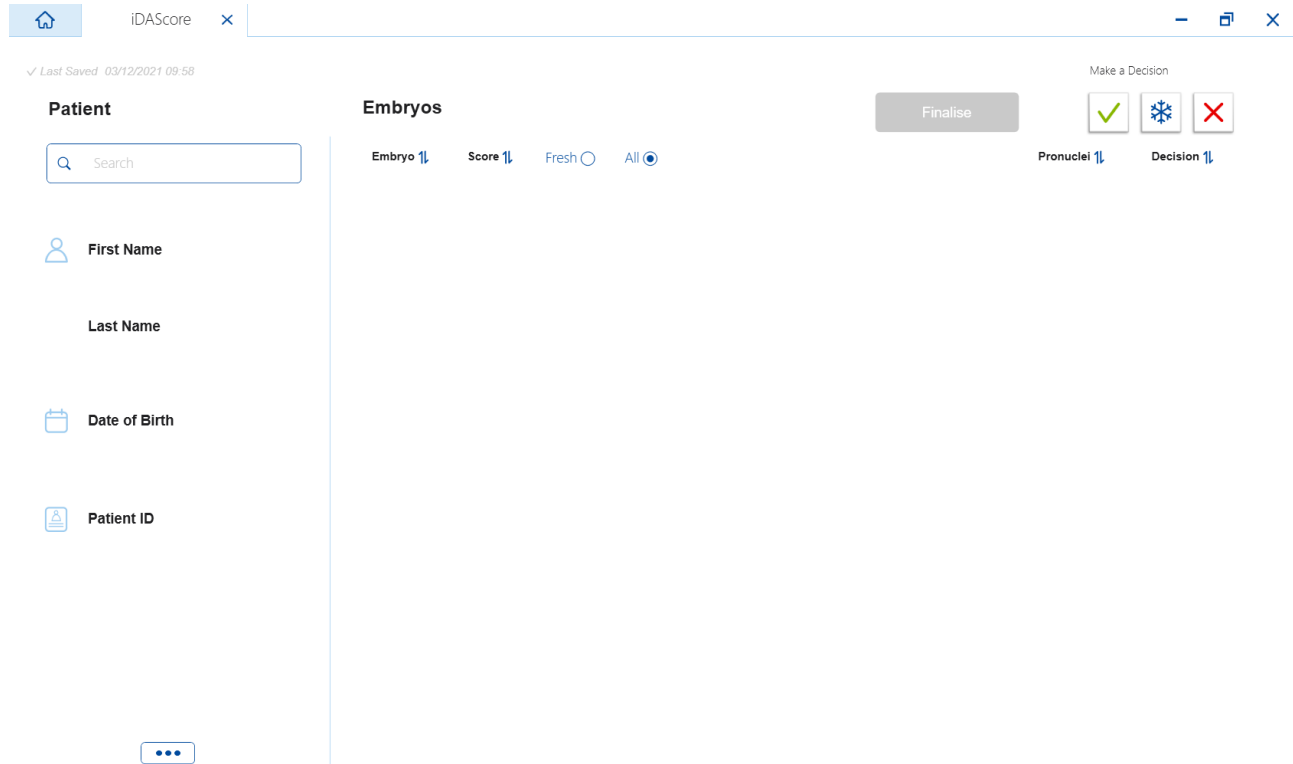 iDAScore
Last Saved 03/12/2021 09:58
Make a Decision
Patient
Embryos
Finalise
Search
Embryo
Score
Fresh
All
Pronuclei
Decision
First Name
Last Name
Date of Birth
Patient ID